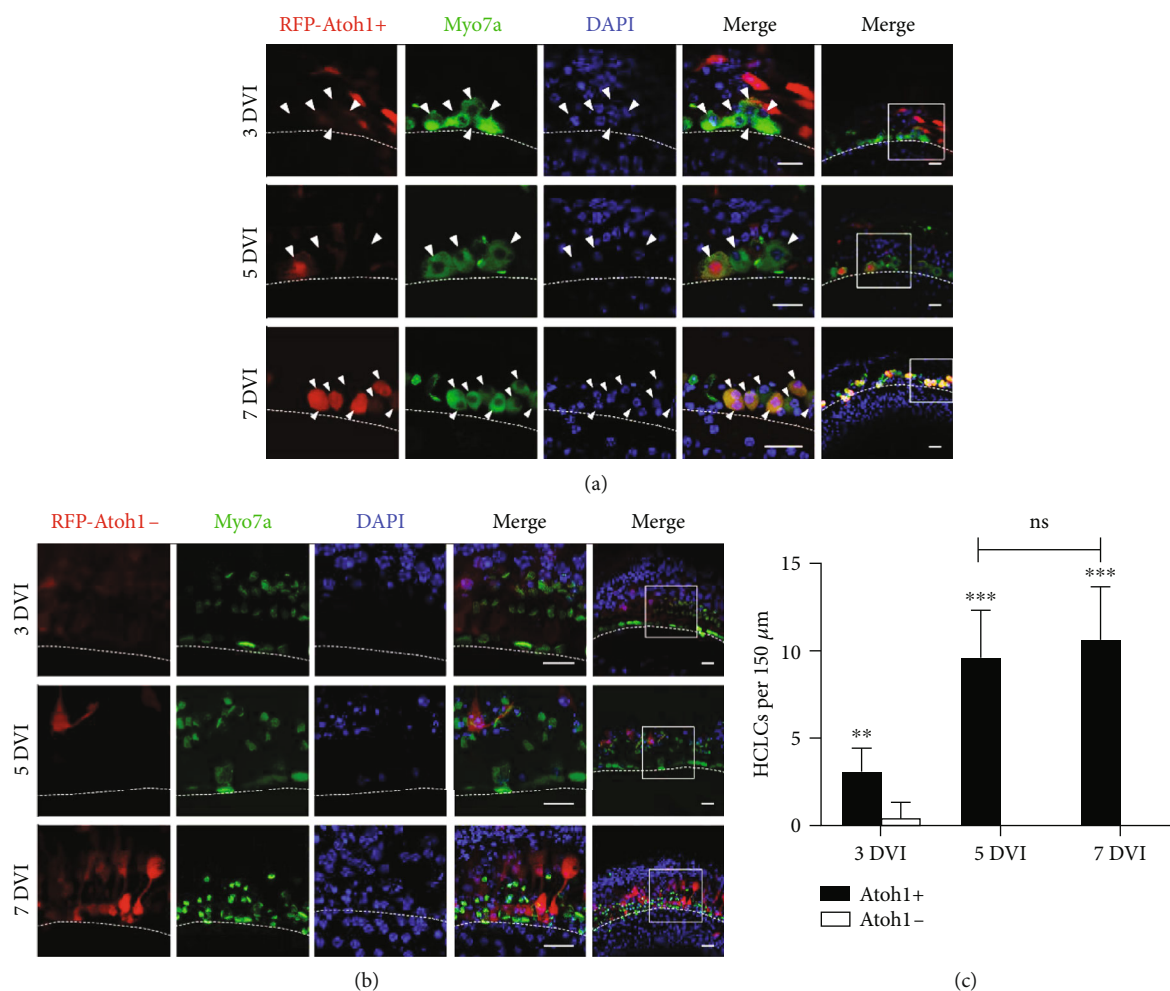 RFP-Atoh1+ Myo7a DAPI Merge Merge
3 DVI
5 DVI
7 DVI
(a)
RFP-Atoh1− Myo7a DAPI Merge Merge
3 DVI
5 DVI
7 DVI
(b)
ns
15
***
***
10
**
5
0
HCLCs per 150 μm
3 DVI 5 DVI 7 DVI
Atoh1+
Atoh1−
(c)